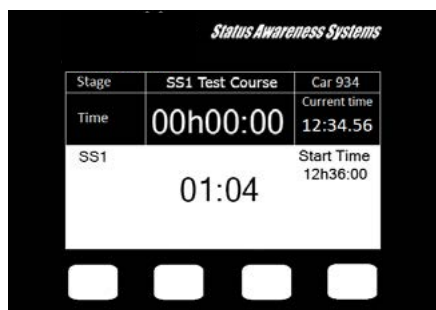 Status Awareness Systems
Stage SS1 Test Course Car 934
Time 00h00:00 Current time
12:34.56
SS1 Start Time
01:04 12h36:00